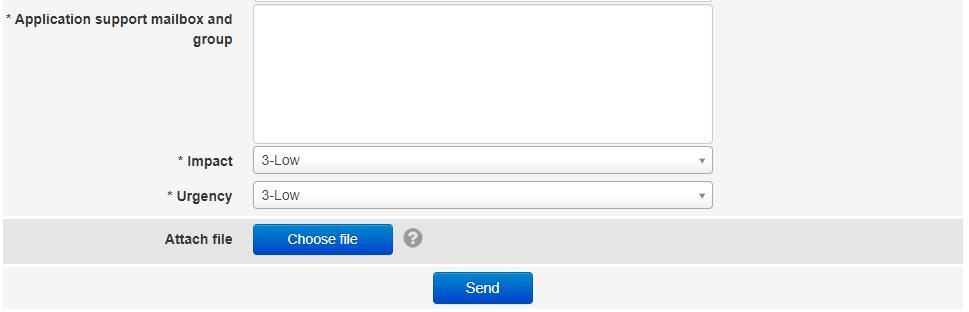 * Application support mailbox and
group
* Impact
3-Low
* Urgency
3-Low
Attach file
Choose file
?
Send